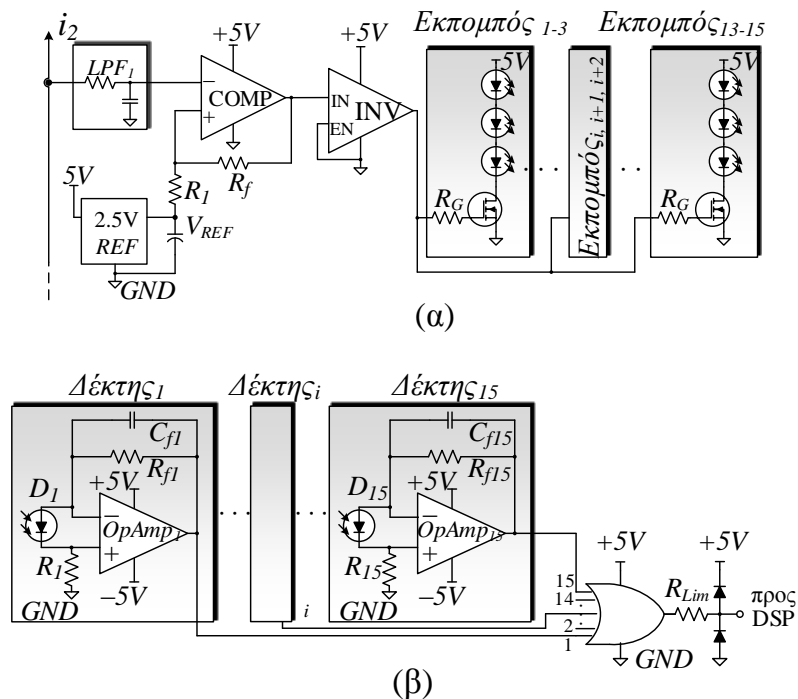 i2
LPF1
+5V
COMP
−
+
R1
Rf
5V
2.5V
REF
VREF
GND
+5V
IN
EN
INV
Εκπομπός 1-3
5V
RG
. . .
Εκπομπός i, i+1, i+2
. . .
Εκπομπός13-15
5V
RG
(α)
Δέκτης1
Cf1
Rf1
+5V
D1
−
OpAmp1
+
R1
−5V
GND
. . .
Δέκτηςi
i
. . .
Δέκτης15
Cf15
Rf15
+5V
D15
−
OpAmp15
+
R15
−5V
GND
15
14
2
1
+5V
GND
RLim
+5V
προς
DSP
(β)